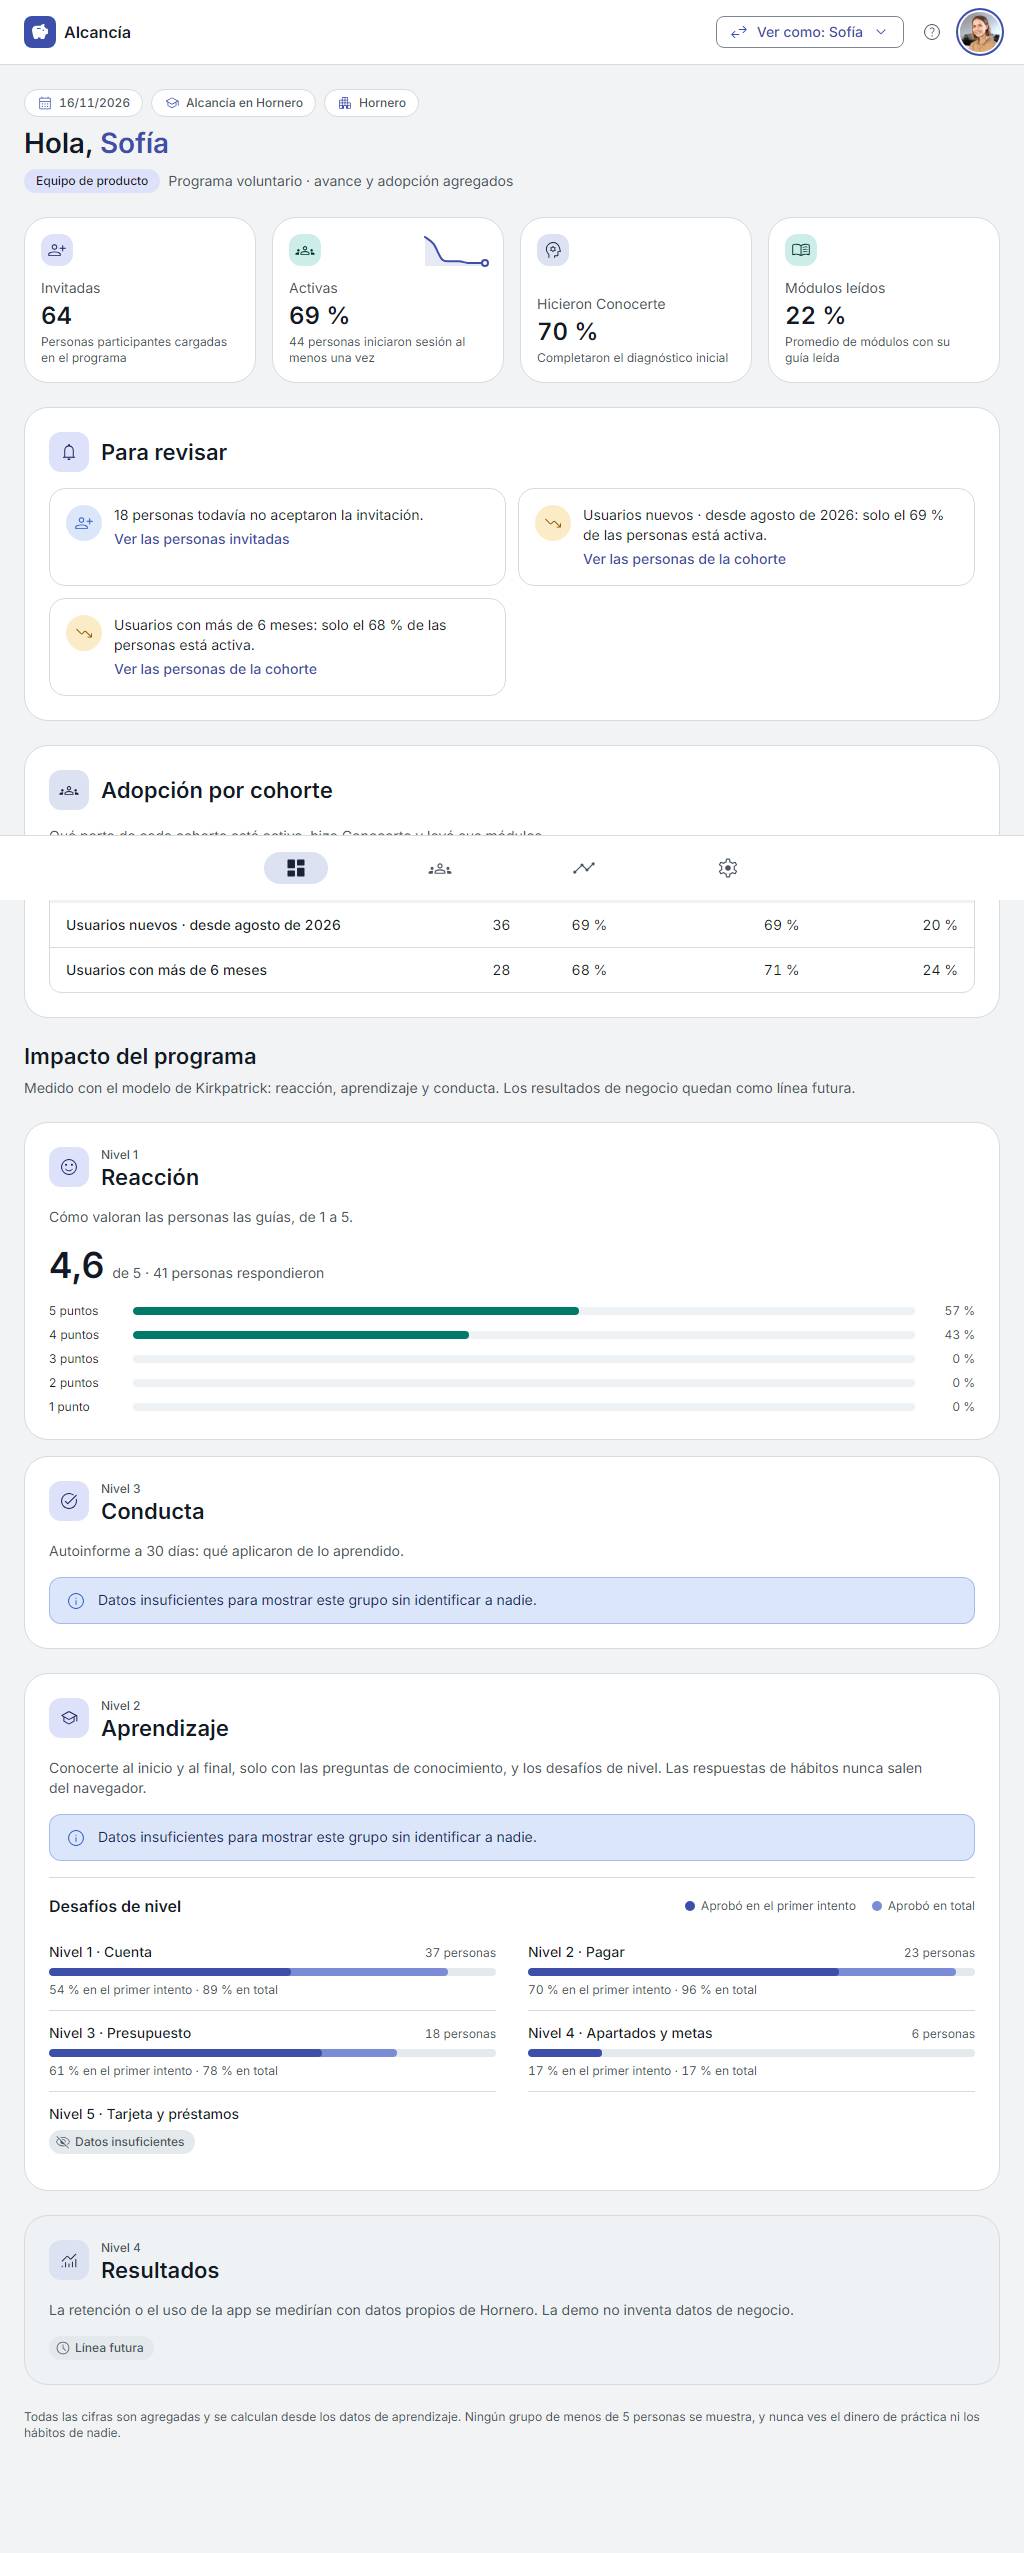 Alcancía
Ver como: Sofía
16/11/2026
Alcancía en Hornero
Hornero
Hola, Sofía
Equipo de producto
Programa voluntario · avance y adopción agregados
Invitadas
64
Personas participantes cargadas
en el programa
Activas
69 %
44 personas iniciaron sesión al
menos una vez
Hicieron Conocerte
70 %
Completaron el diagnóstico inicial
Módulos leídos
22 %
Promedio de módulos con su
guía leída
Para revisar
18 personas todavía no aceptaron la invitación.
Ver las personas invitadas
Usuarios nuevos · desde agosto de 2026: solo el 69 %
de las personas está activa.
Ver las personas de la cohorte
Usuarios con más de 6 meses: solo el 68 % de las
personas está activa.
Ver las personas de la cohorte
Adopción por cohorte
Usuarios nuevos · desde agosto de 2026 36 69 % 69 % 20 %
Usuarios con más de 6 meses 28 68 % 71 % 24 %
Impacto del programa
Medido con el modelo de Kirkpatrick: reacción, aprendizaje y conducta. Los resultados de negocio quedan como línea futura.
Nivel 1
Reacción
Cómo valoran las personas las guías, de 1 a 5.
4,6 de 5 · 41 personas respondieron
5 puntos 57 %
4 puntos 43 %
3 puntos 0 %
2 puntos 0 %
1 punto 0 %
Nivel 3
Conducta
Autoinforme a 30 días: qué aplicaron de lo aprendido.
Datos insuficientes para mostrar este grupo sin identificar a nadie.
Nivel 2
Aprendizaje
Conocerte al inicio y al final, solo con las preguntas de conocimiento, y los desafíos de nivel. Las respuestas de hábitos nunca salen
del navegador.
Datos insuficientes para mostrar este grupo sin identificar a nadie.
Desafíos de nivel
Aprobó en el primer intento
Aprobó en total
Nivel 1 · Cuenta 37 personas
54 % en el primer intento · 89 % en total
Nivel 2 · Pagar 23 personas
70 % en el primer intento · 96 % en total
Nivel 3 · Presupuesto 18 personas
61 % en el primer intento · 78 % en total
Nivel 4 · Apartados y metas 6 personas
17 % en el primer intento · 17 % en total
Nivel 5 · Tarjeta y préstamos
Datos insuficientes
Nivel 4
Resultados
La retención o el uso de la app se medirían con datos propios de Hornero. La demo no inventa datos de negocio.
Línea futura
Todas las cifras son agregadas y se calculan desde los datos de aprendizaje. Ningún grupo de menos de 5 personas se muestra, y nunca ves el dinero de práctica ni los
hábitos de nadie.